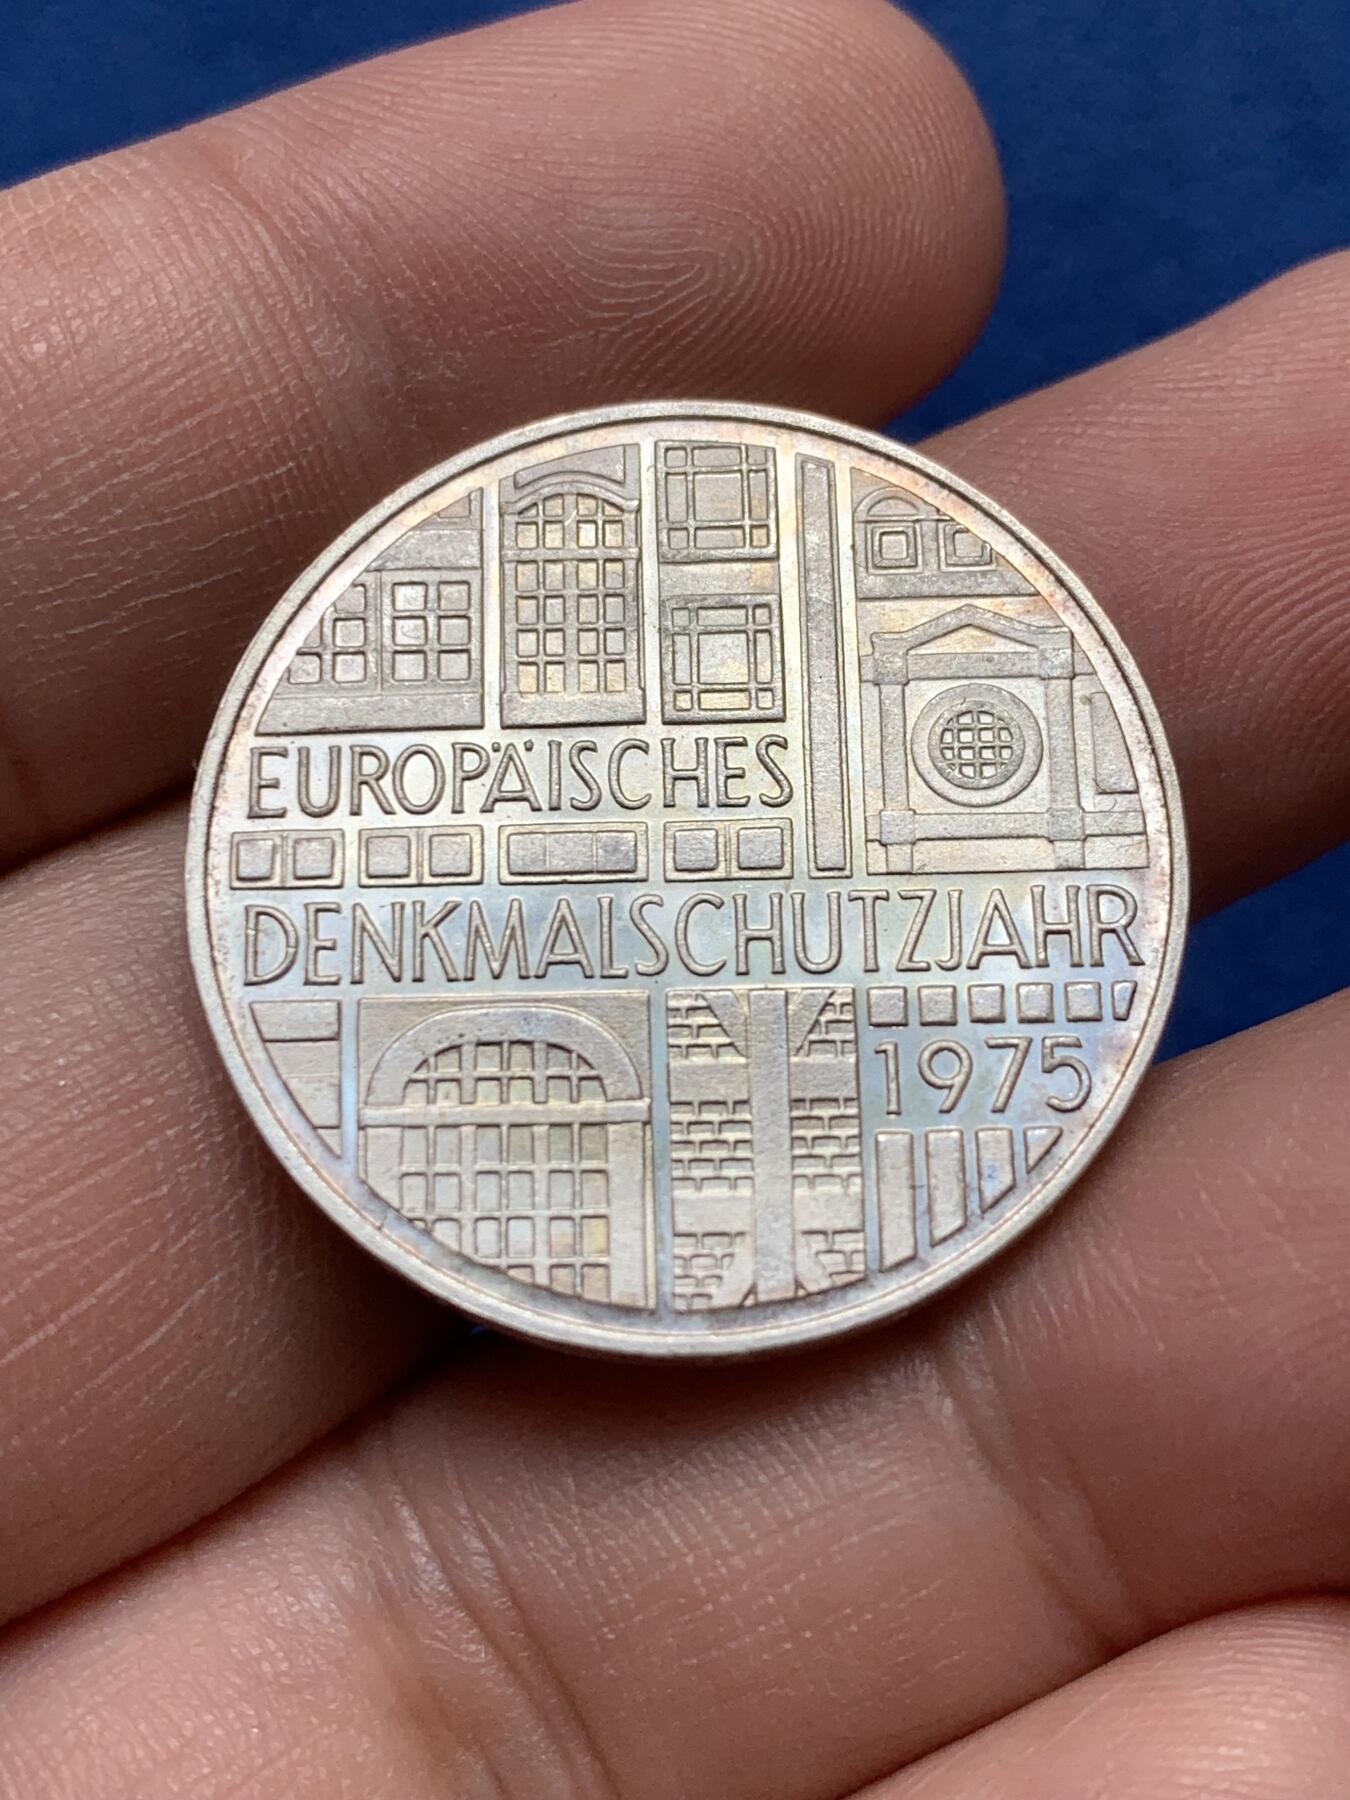 EUROPÄISCHES
DENKMALSCHUTZJAHR
1975